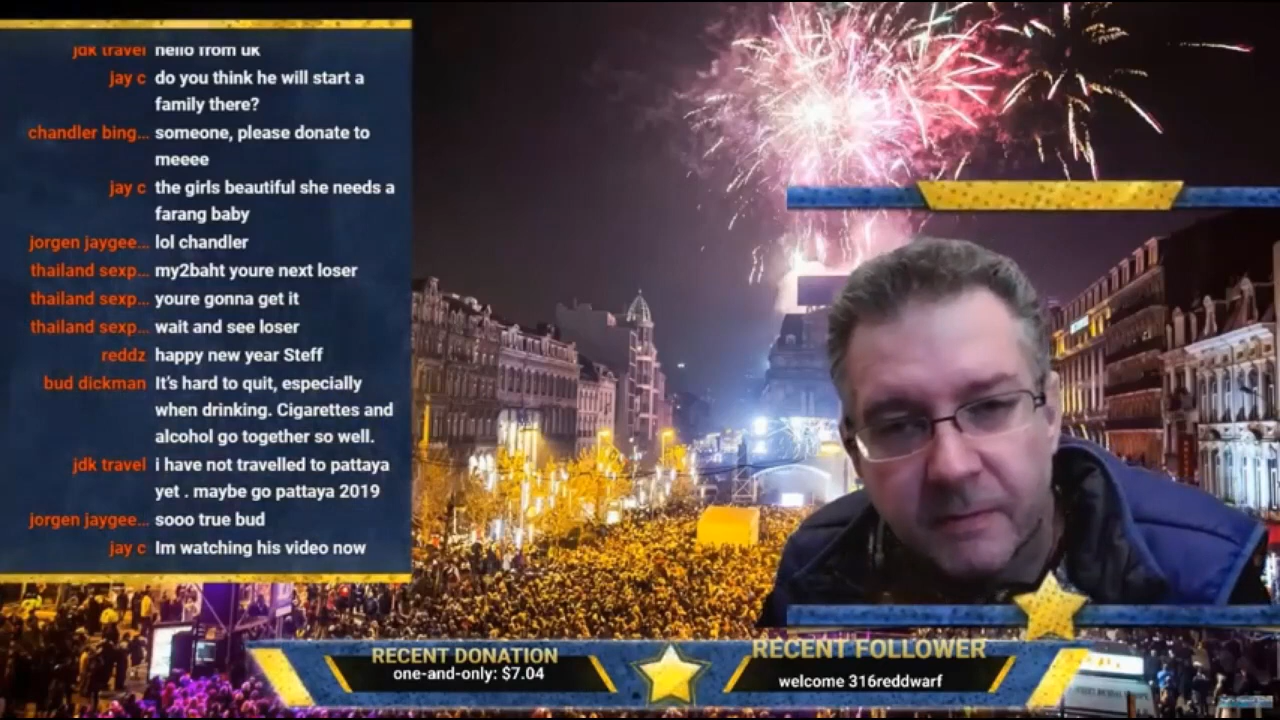 jdk travel hello from uk
jay c do you think he will start a
family there?
chandler bing... someone, please donate to
meeee
jay c the girls beautiful she needs a
farang baby
jorgen jaygee... lol chandler
thailand sexp... my2baht youre next loser
thailand sexp... youre gonna get it
thailand sexp... wait and see loser
reddz happy new year Steff
bud dickman It's hard to quit, especially
when drinking. Cigarettes and
alcohol go together so well.
jdk travel i have not travelled to pattaya
yet . maybe go pattaya 2019
jorgen jaygee... sooo true bud
jay c Im watching his video now
RECENT DONATION
one-and-only: $7.04
RECENT FOLLOWER
welcome 316reddwarf